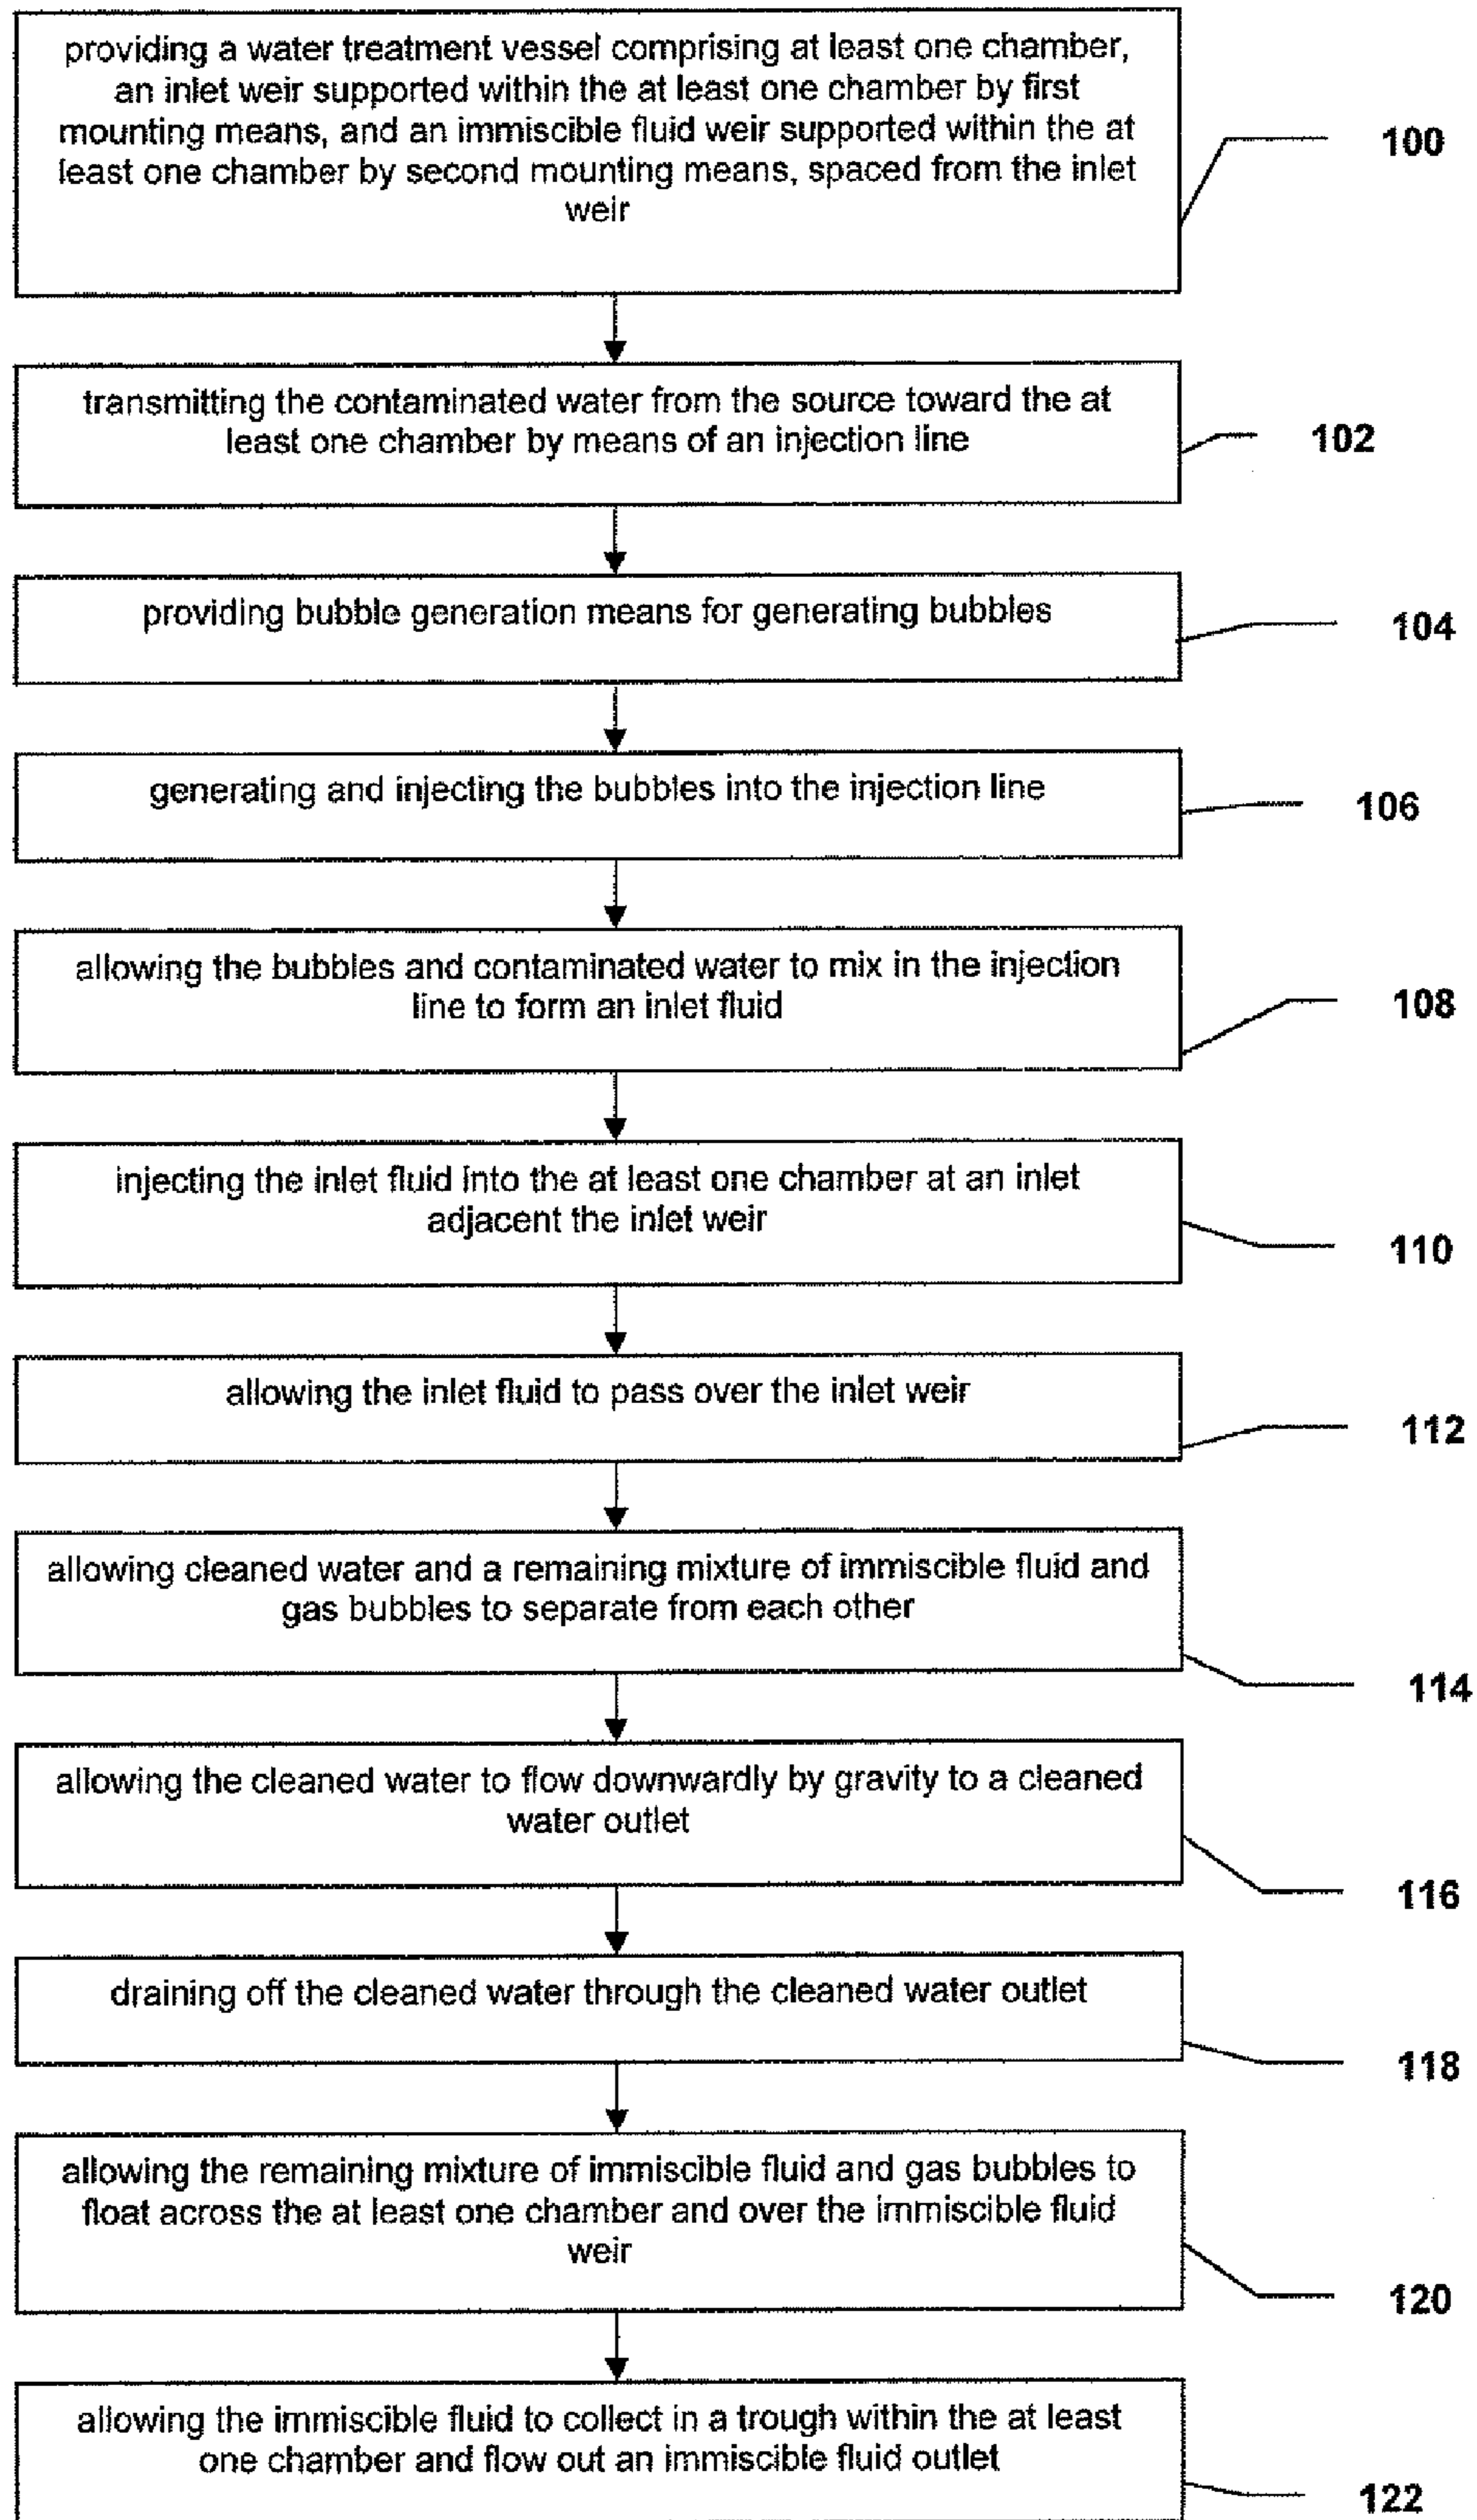 providing a water treatment vessel comprising at least one chamber,
an inlet weir supported within the at least one chamber by first
mounting means, and an immiscible fluid weir supported within the at
least one chamber by second mounting means, spaced from the inlet
weir
100
transmitting the contaminated water from the source toward the at
least one chamber by means of an injection line
102
providing bubble generation means for generating bubbles
104
generating and injecting the bubbles into the injection line
106
allowing the bubbles and contaminated water to mix in the injection
line to form an inlet fluid
108
injecting the inlet fluid into the at least one chamber at an inlet
adjacent the inlet weir
110
allowing the inlet fluid to pass over the inlet weir
112
allowing cleaned water and a remaining mixture of immiscible fluid and
gas bubbles to separate from each other
114
allowing the cleaned water to flow downwardly by gravity to a cleaned
water outlet
116
draining off the cleaned water through the cleaned water outlet
118
allowing the remaining mixture of immiscible fluid and gas bubbles to
float across the at least one chamber and over the immiscible fluid
weir
120
allowing the immiscible fluid to collect in a trough within the at least
one chamber and flow out an immiscible fluid outlet
122